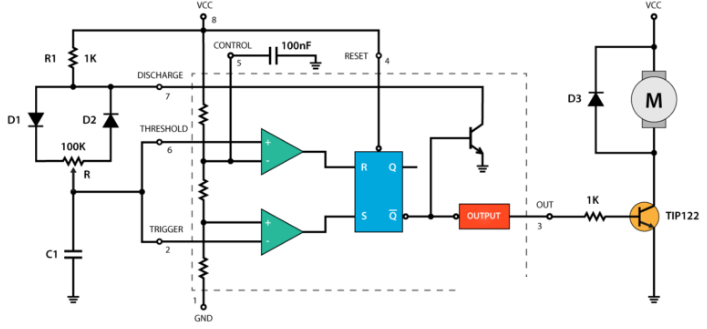 VCC
8
VCC
CONTROL
100nF
5
RESET
4
R1
1K
DISCHARGE
7
D1
D2
D3
M
THRESHOLD
6
100K
R
+
-
R
Q
S
Q̅
+
-
OUTPUT
OUT
3
1K
TIP122
TRIGGER
2
C1
1
GND